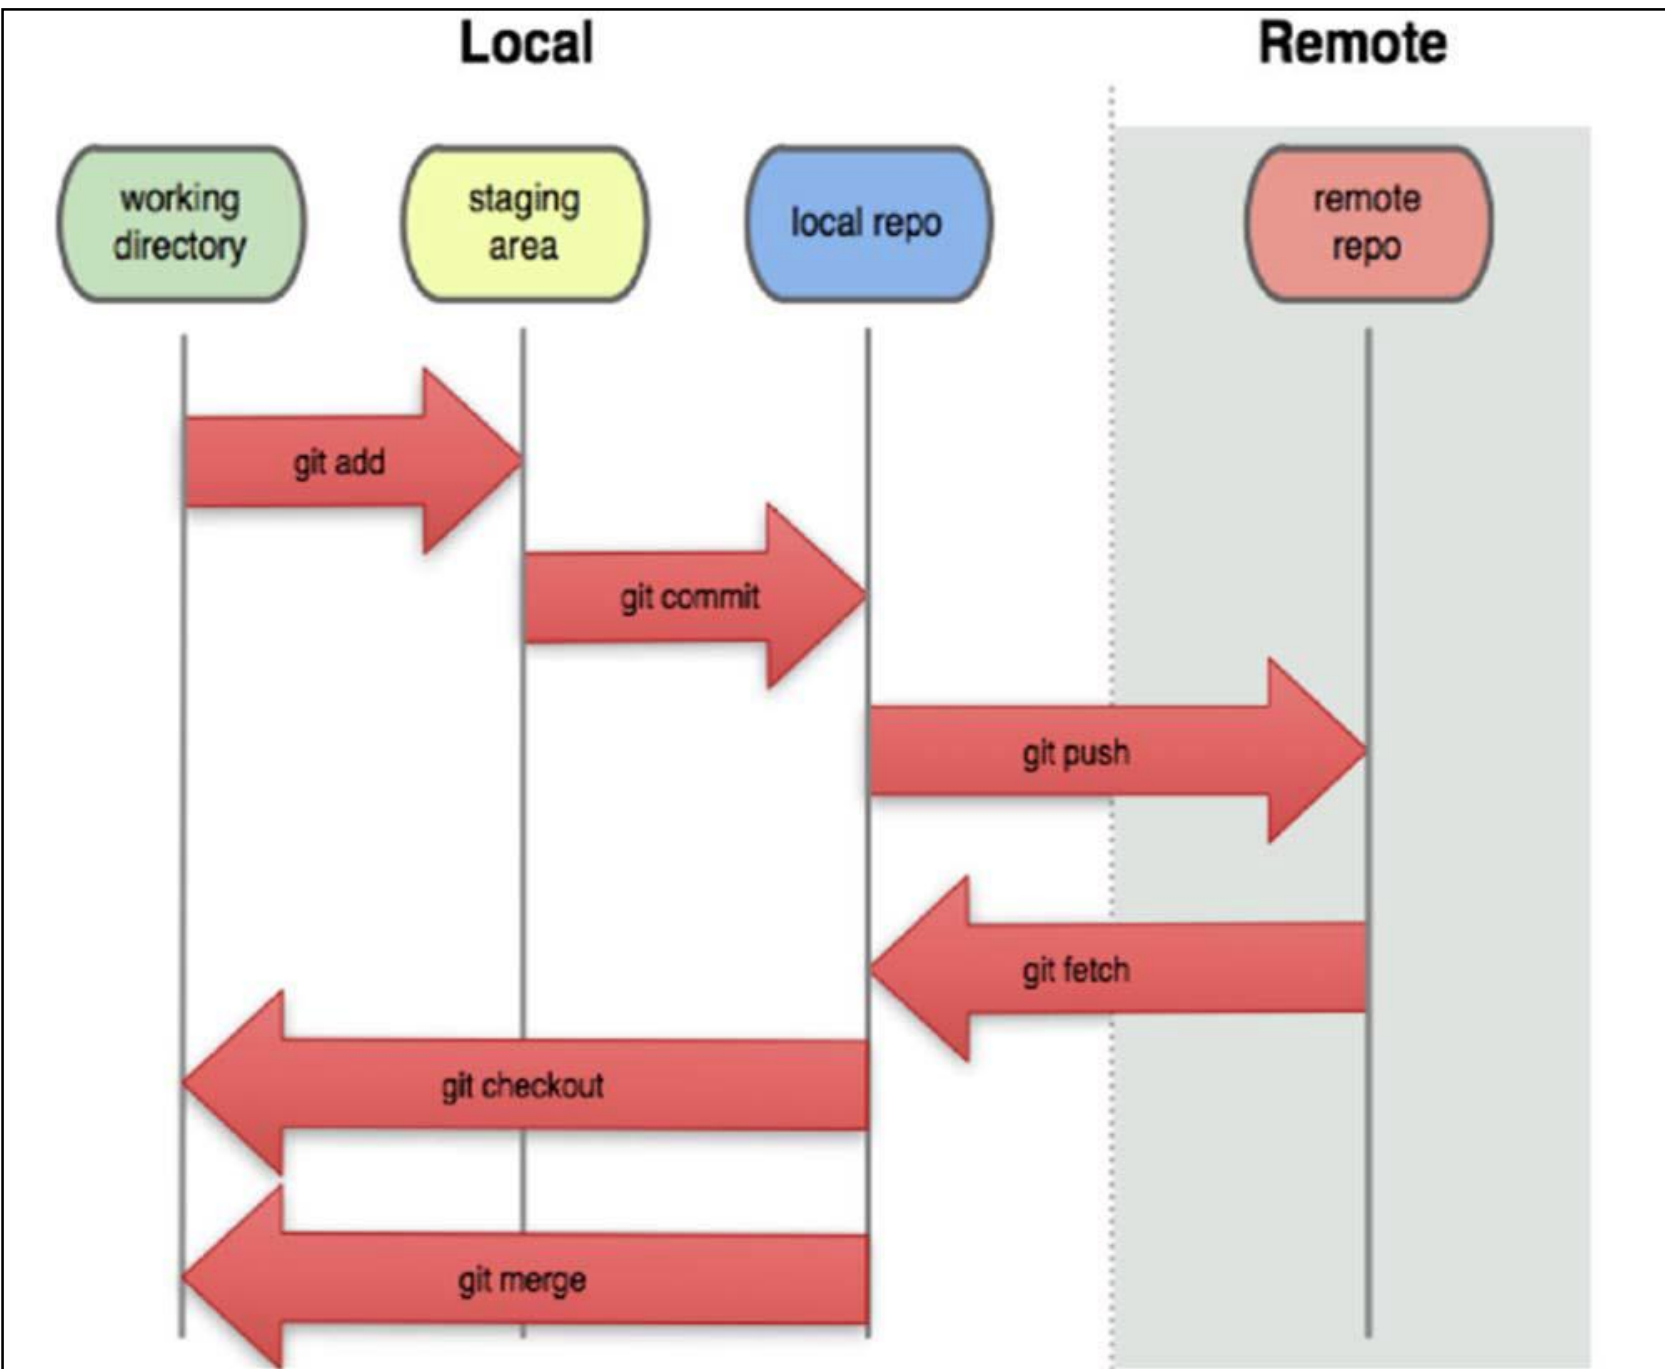 Local
Remote
working
directory
staging
area
local repo
remote
repo
git add
git commit
git push
git fetch
git checkout
git merge